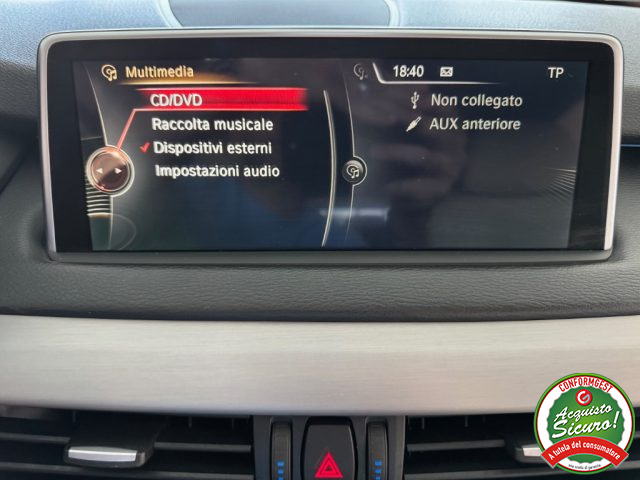 Multimedia
18:40
TP
CD/DVD
Raccolta musicale
Dispositivi esterni
Impostazioni audio
Non collegato
AUX anteriore
CONFORMGEST
Acquisto
Sicuro!
A tutela del consumatore